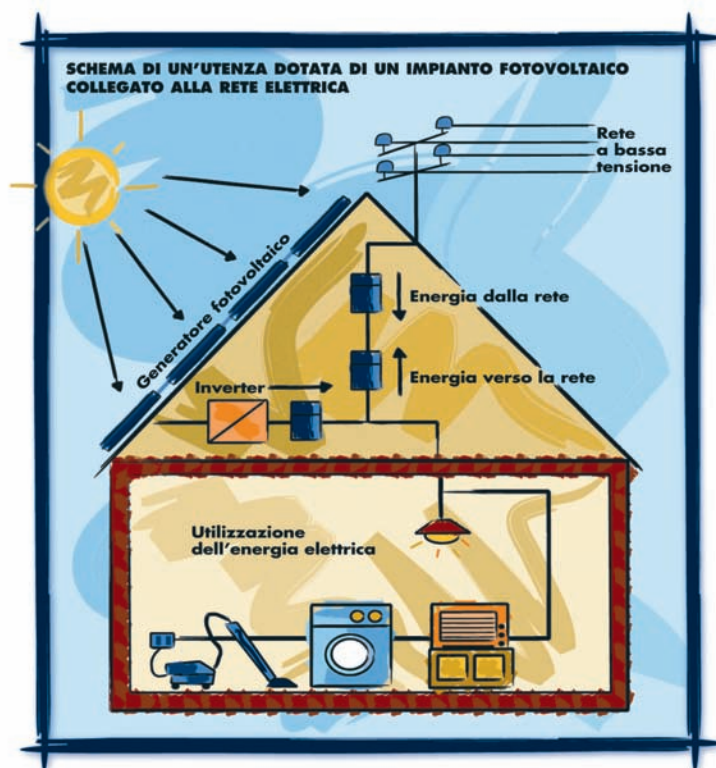 SCHEMA DI UN'UTENZA DOTATA DI UN IMPIANTO FOTOVOLTAICO
COLLEGATO ALLA RETE ELETTRICA
Rete
a bassa
tensione
Generatore fotovoltaico
Energia dalla rete
Inverter
Energia verso la rete
Utilizzazione
dell'energia elettrica